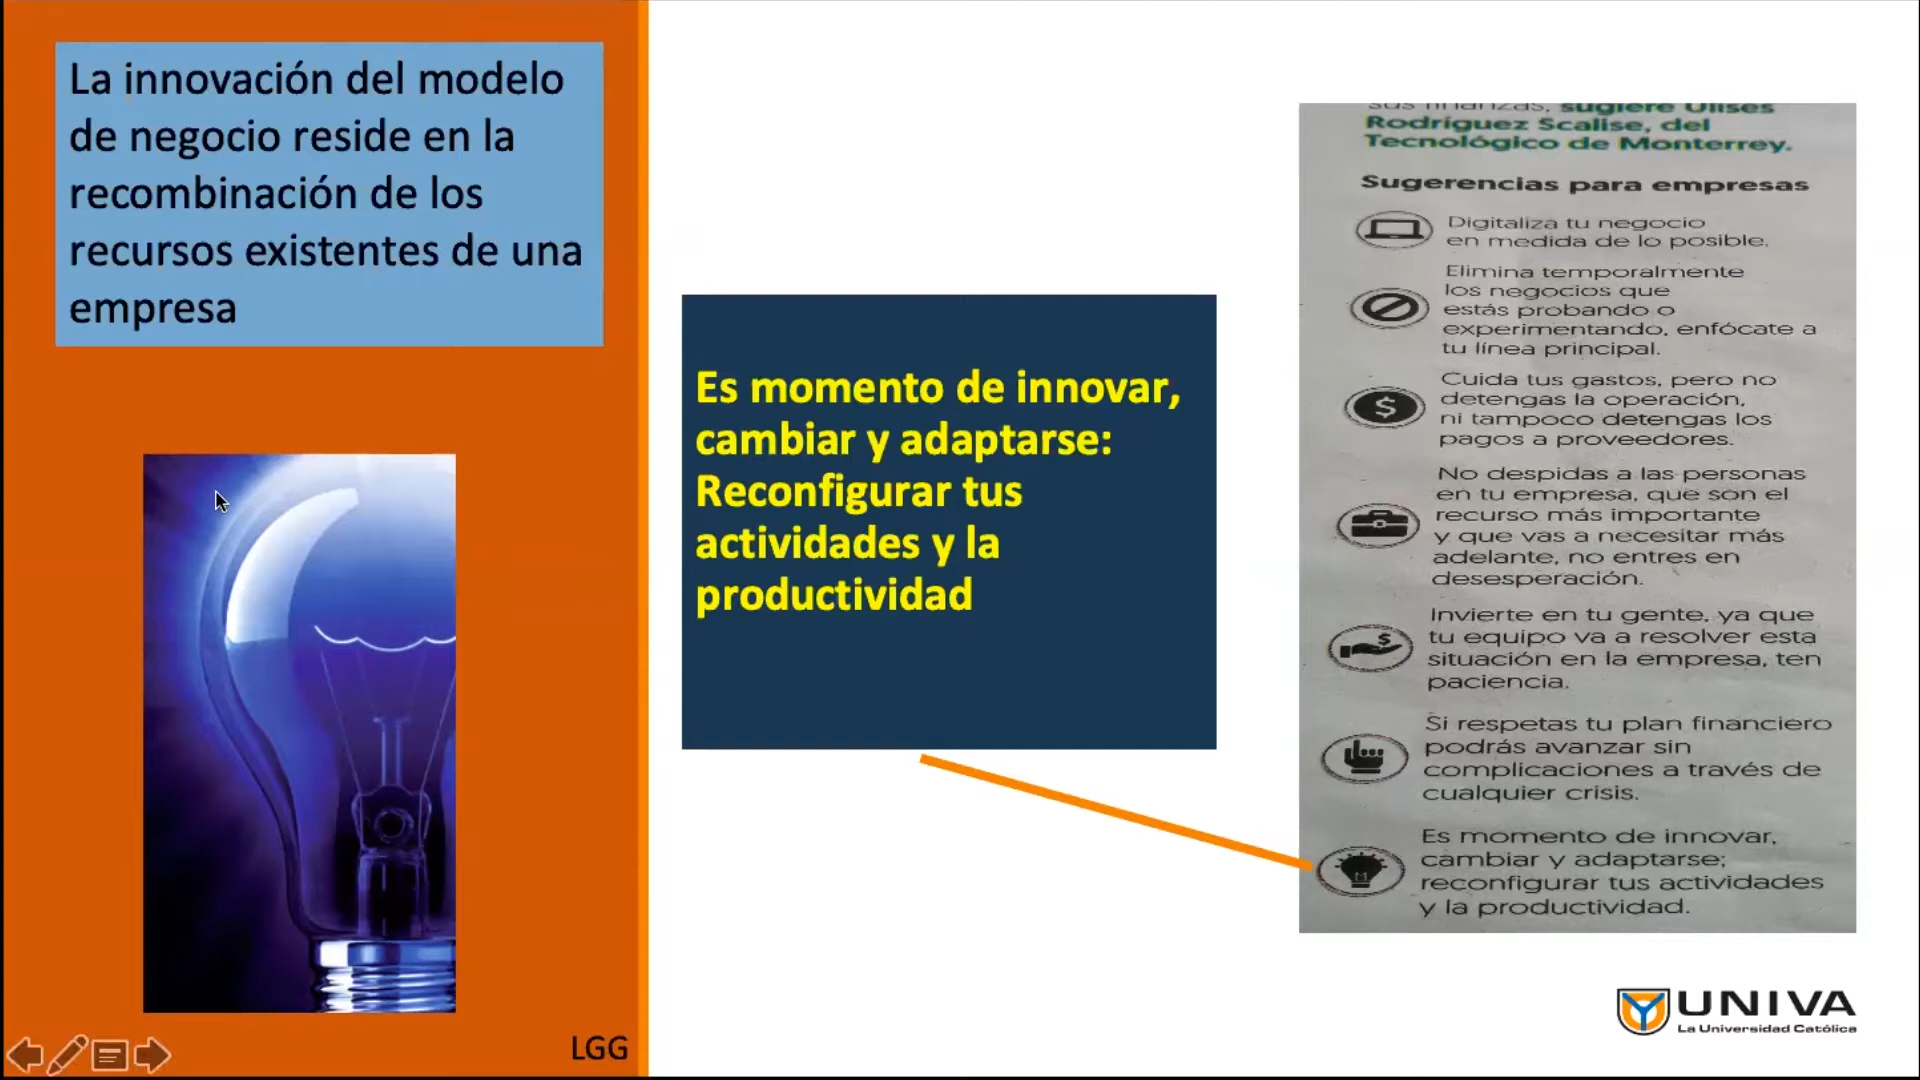 La innovación del modelo
de negocio reside en la
recombinación de los
recursos existentes de una
empresa
LGG
Es momento de innovar,
cambiar y adaptarse:
Reconfigurar tus
actividades y la
productividad
sus finanzas, sugiere Ulises
Rodríguez Scalise, del
Tecnológico de Monterrey.
Sugerencias para empresas
Digitaliza tu negocio
en medida de lo posible.
Elimina temporalmente
los negocios que
estás probando o
experimentando, enfócate a
tu línea principal.
Cuida tus gastos, pero no
detengas la operación,
ni tampoco detengas los
pagos a proveedores.
No despidas a las personas
en tu empresa, que son el
recurso más importante
y que vas a necesitar más
adelante, no entres en
desesperación.
Invierte en tu gente, ya que
tu equipo va a resolver esta
situación en la empresa, ten
paciencia.
Si respetas tu plan financiero
podrás avanzar sin
complicaciones a través de
cualquier crisis.
Es momento de innovar,
cambiar y adaptarse;
reconfigurar tus actividades
y la productividad.
UNIVA
La Universidad Católica